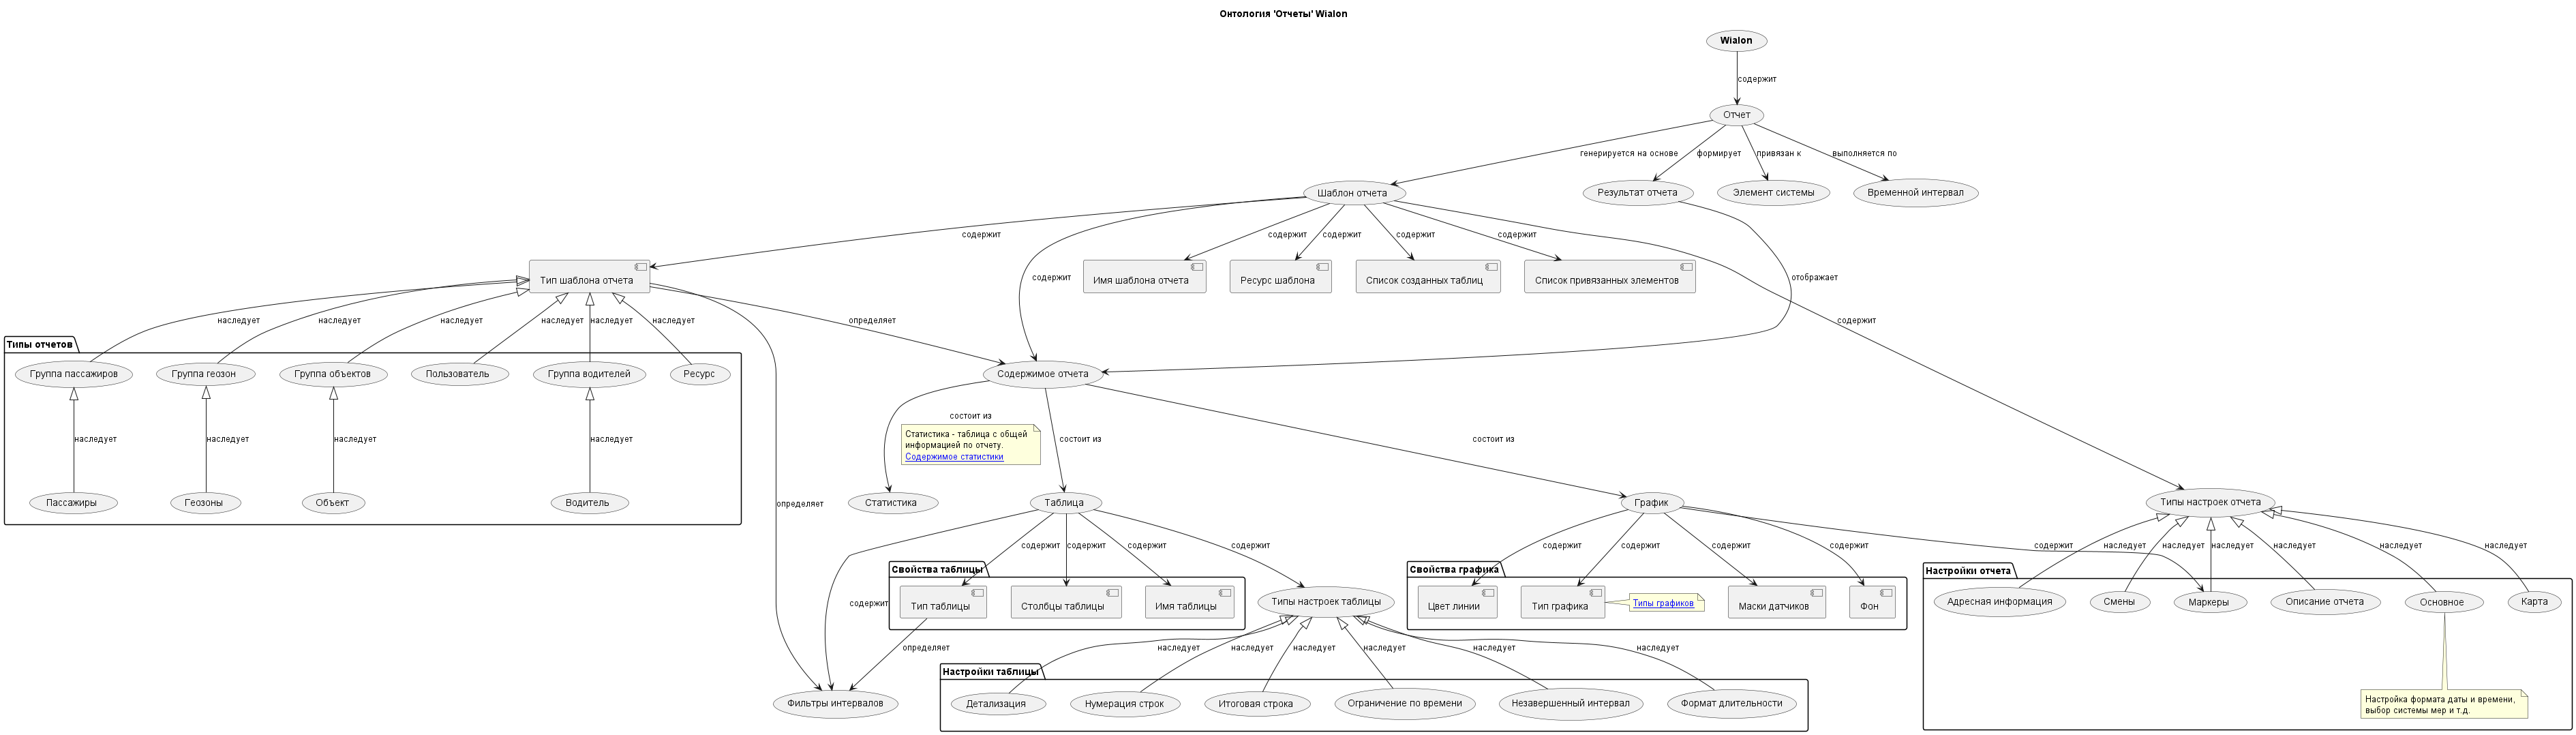 Онтология 'Отчеты' Wialon
Wialon
содержит
Отчет
генерируется на основе
формирует
привязан к
выполняется по
Шаблон отчета
Результат отчета
Элемент системы
Временной интервал
содержит
содержит
содержит
содержит
содержит
содержит
отображает
содержит
Тип шаблона отчета
Имя шаблона отчета
Ресурс шаблона
Список созданных таблиц
Список привязанных элементов
наследует
наследует
наследует
наследует
наследует
наследует
определяет
Типы отчетов
Группа пассажиров
Группа геозон
Группа объектов
Пользователь
Группа водителей
Ресурс
Содержимое отчета
наследует
наследует
наследует
наследует
состоит из
Статистика - таблица с общей
информацией по отчету.
Содержимое статистики
состоит из
состоит из
Пассажиры
Геозоны
Объект
Водитель
определяет
Статистика
Таблица
График
Типы настроек отчета
содержит
содержит
содержит
содержит
содержит
содержит
содержит
содержит
содержит
наследует
наследует
наследует
наследует
наследует
наследует
Свойства таблицы
Свойства графика
Настройки отчета
содержит
Тип таблицы
Столбцы таблицы
Имя таблицы
Типы настроек таблицы
Цвет линии
Тип графика
Типы графиков
Маски датчиков
Фон
Адресная информация
Смены
Маркеры
Описание отчета
Основное
Карта
определяет
наследует
наследует
наследует
наследует
наследует
наследует
Настройки таблицы
Фильтры интервалов
Детализация
Нумерация строк
Итоговая строка
Ограничение по времени
Незавершенный интервал
Формат длительности
Настройка формата даты и времени,
выбор системы мер и т.д.